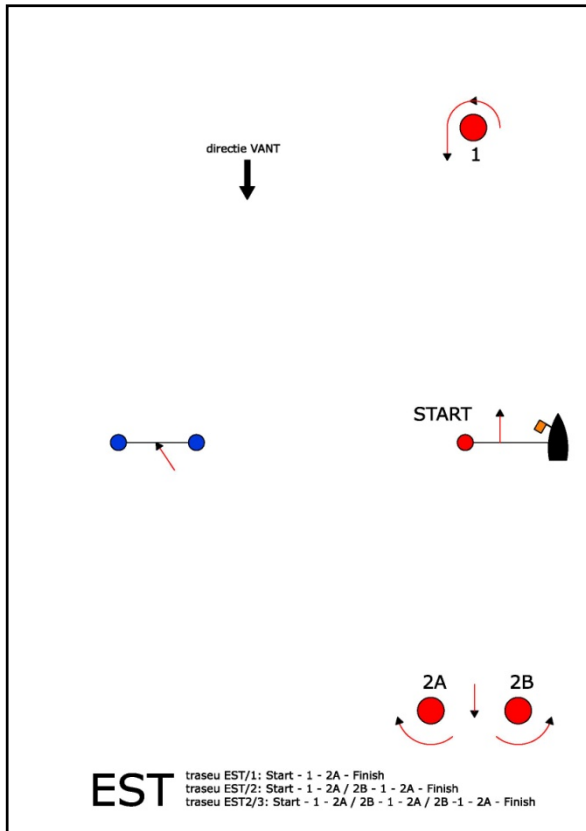 1
directie VANT
START
2A
2B
EST
traseu EST/1: Start - 1 - 2A - Finish
traseu EST/2: Start - 1 - 2A / 2B - 1 - 2A - Finish
traseu EST2/3: Start - 1 - 2A / 2B - 1 - 2A / 2B -1 - 2A - Finish